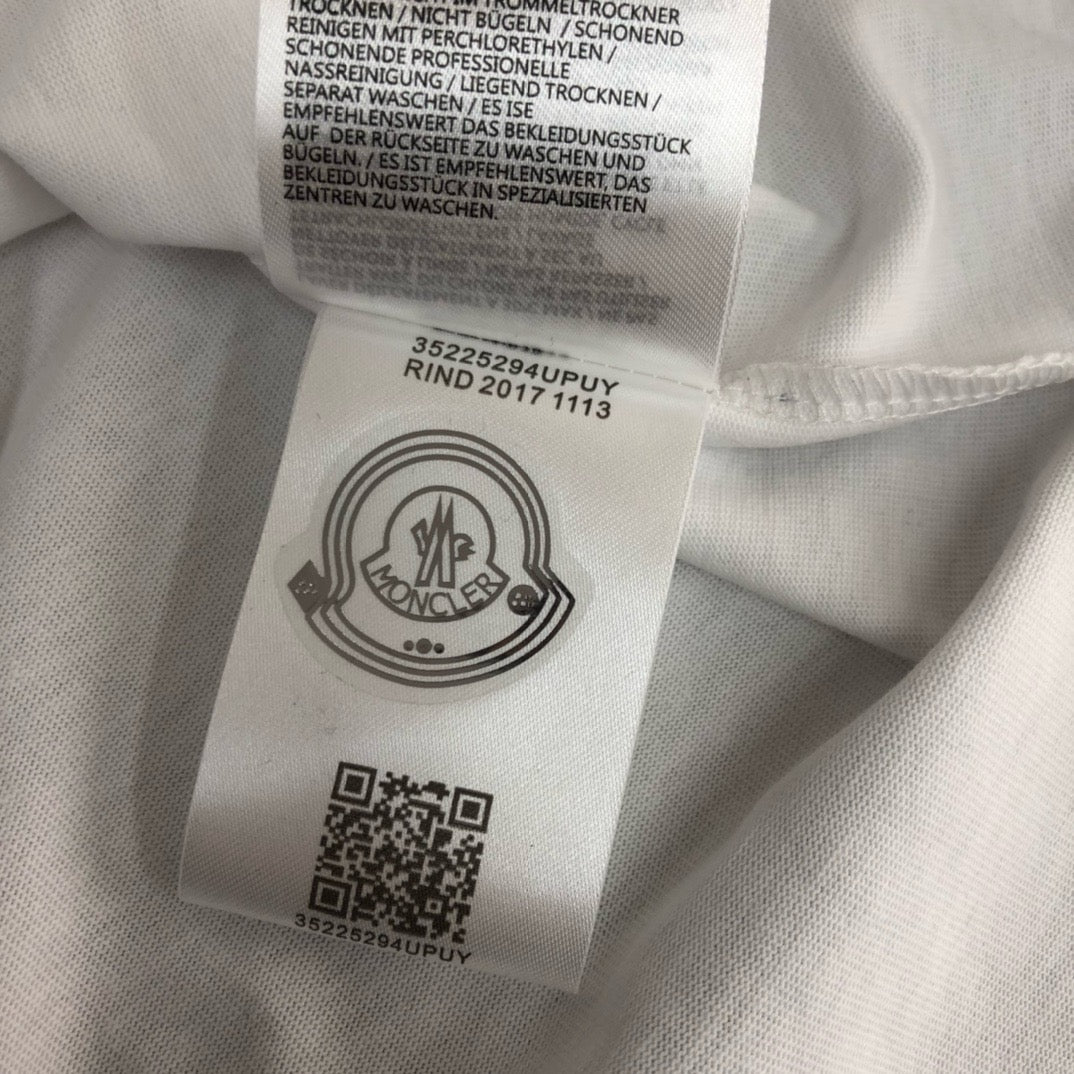 IM TROMMELTROCKNER
TROCKNEN / NICHT BÜGELN / SCHONEND
REINIGEN MIT PERCHLORETHYLEN /
SCHONENDE PROFESSIONELLE
NASSREINIGUNG / LIEGEND TROCKNEN /
SEPARAT WASCHEN / ES ISE
EMPFEHLENSWERT DAS BEKLEIDUNGSSTÜCK
AUF DER RÜCKSEITE ZU WASCHEN UND
BÜGELN. / ES IST EMPFEHLENSWERT, DAS
BEKLEIDUNGSSTÜCK IN SPEZIALISIERTEN
ZENTREN ZU WASCHEN.
35225294UPUY
RIND 2017 1113
MONCLER
35225294UPUY